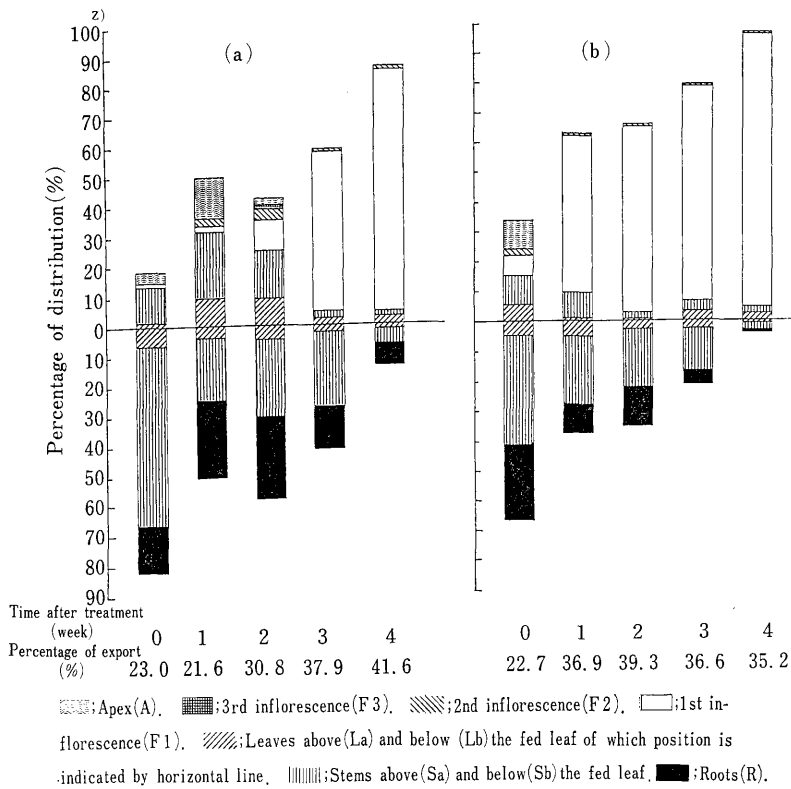 z)
100
90
80
70
60
50
40
30
20
10
0
10
20
30
40
50
60
70
80
90
Percentage of distribution(%)
(a)
(b)
Time after treatment
(week) 0 1 2 3 4 0 1 2 3 4
Percentage of export
(%) 23.0 21.6 30.8 37.9 41.6 22.7 36.9 39.3 36.6 35.2
;Apex(A). ;3rd inflorescence(F3). ;2nd inflorescence(F2). ;1st in-
florescence(F1). ;Leaves above(La) and below (Lb) the fed leaf of which position is
indicated by horizontal line. ;Stems above(Sa) and below(Sb) the fed leaf. ;Roots(R).